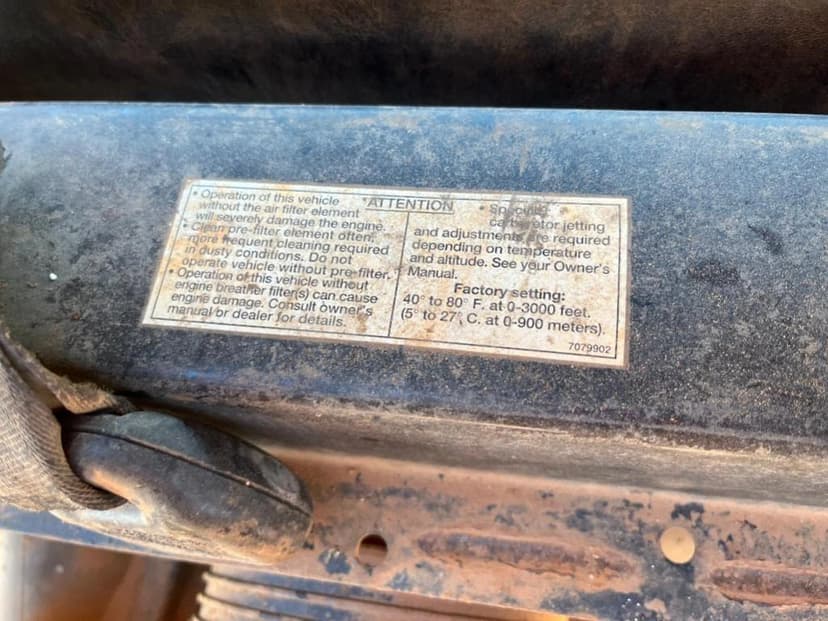 ATTENTION
• Operation of this vehicle
without the air filter element
will severely damage the engine.
• Clean pre-filter element often,
more frequent cleaning required
in dusty conditions. Do not
operate vehicle without pre-filter.
• Operation of this vehicle without
engine breather filter(s) can cause
engine damage. Consult owner's
manual or dealer for details.
• Specific
carburetor jetting
and adjustments are required
depending on temperature
and altitude. See your Owner's
Manual.
Factory setting:
40° to 80° F. at 0-3000 feet.
(5° to 27° C. at 0-900 meters).
7079902